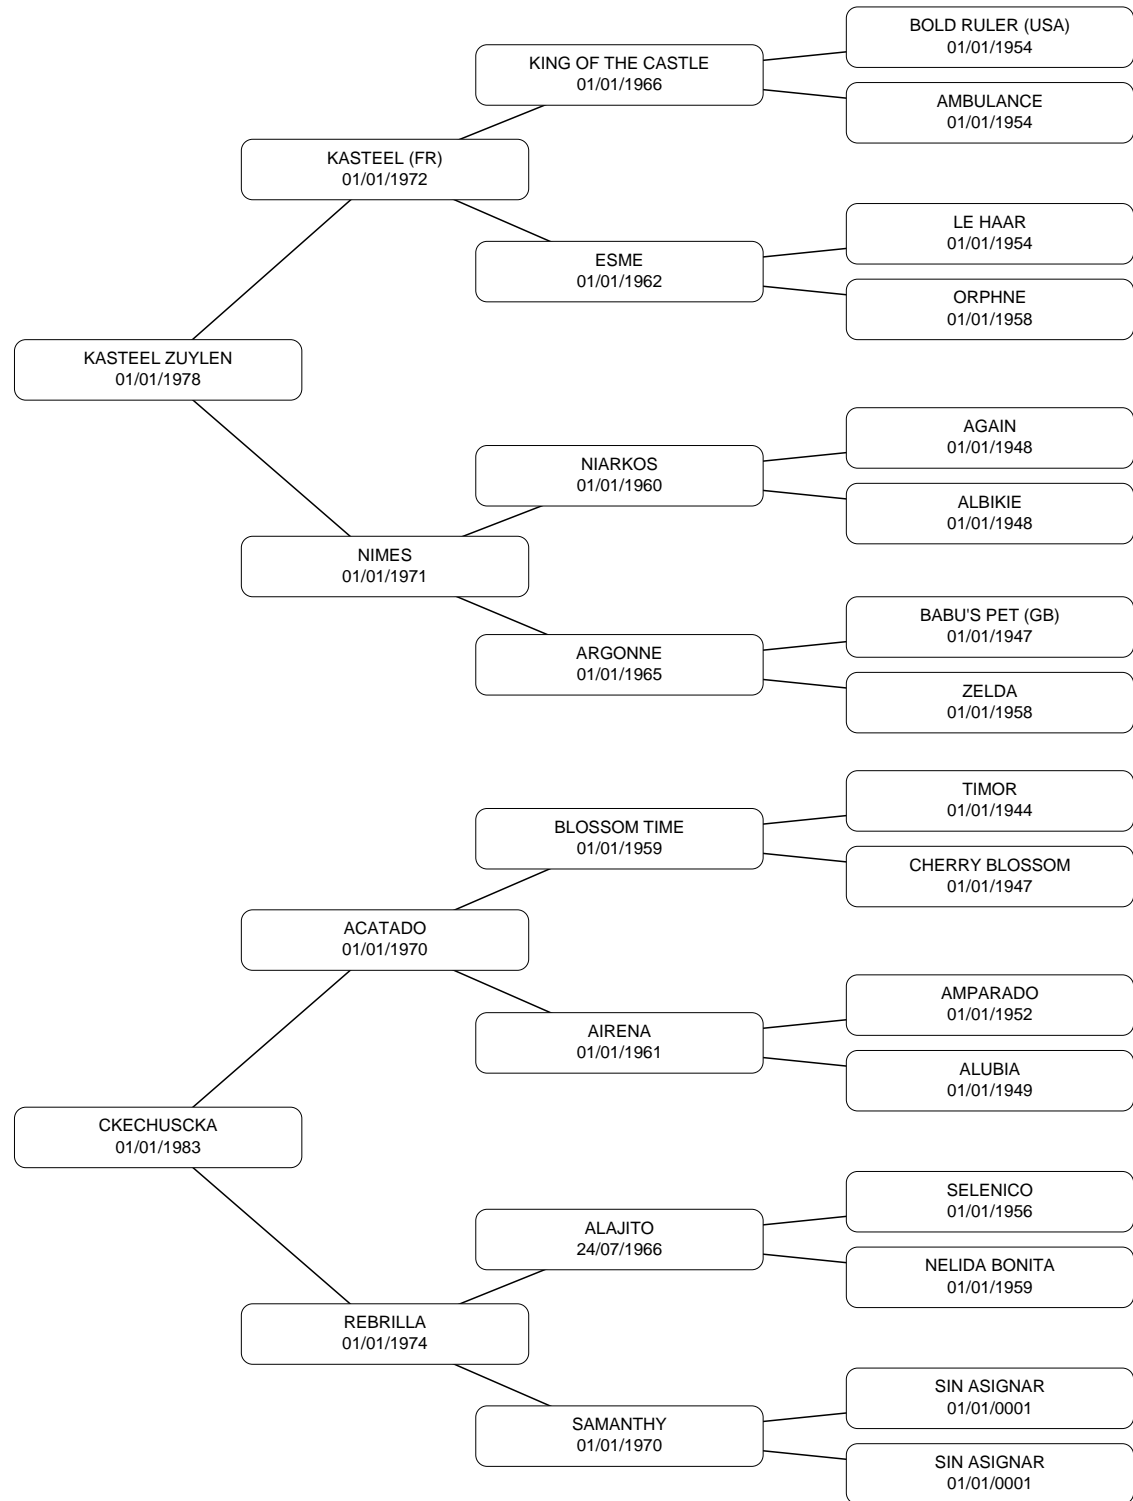 BOLD RULER (USA)
01/01/1954
KING OF THE CASTLE
01/01/1966
AMBULANCE
01/01/1954
KASTEEL (FR)
01/01/1972
LE HAAR
01/01/1954
ESME
01/01/1962
ORPHNE
01/01/1958
KASTEEL ZUYLEN
01/01/1978
AGAIN
01/01/1948
NIARKOS
01/01/1960
ALBIKIE
01/01/1948
NIMES
01/01/1971
BABU'S PET (GB)
01/01/1947
ARGONNE
01/01/1965
ZELDA
01/01/1958
TIMOR
01/01/1944
BLOSSOM TIME
01/01/1959
CHERRY BLOSSOM
01/01/1947
ACATADO
01/01/1970
AMPARADO
01/01/1952
AIRENA
01/01/1961
ALUBIA
01/01/1949
CKECHUSCKA
01/01/1983
SELENICO
01/01/1956
ALAJITO
24/07/1966
NELIDA BONITA
01/01/1959
REBRILLA
01/01/1974
SIN ASIGNAR
01/01/0001
SAMANTHY
01/01/1970
SIN ASIGNAR
01/01/0001